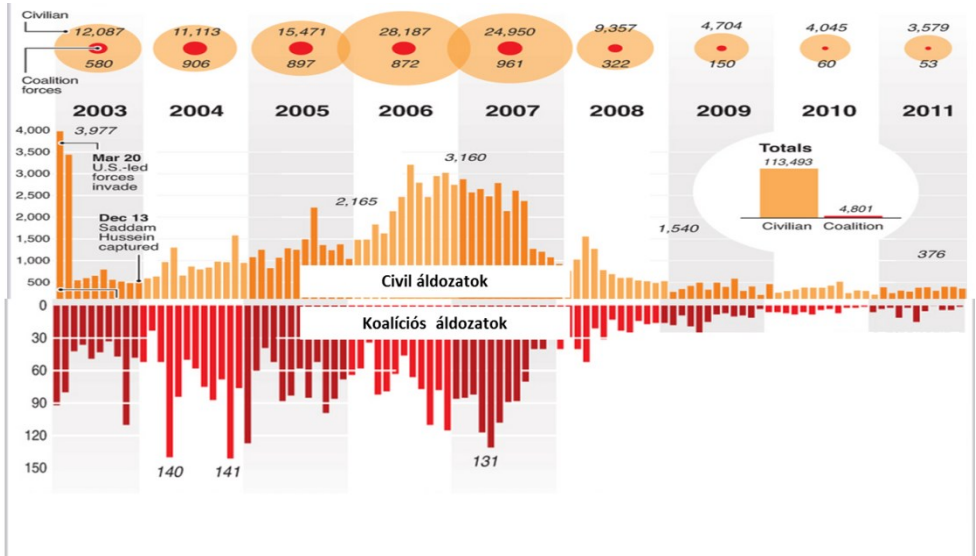 Civilian
12,087 11,113 15,471 28,187 24,950 9,357 4,704 4,045 3,579
580 906 897 872 961 322 150 60 53
Coalition
forces
2003 2004 2005 2006 2007 2008 2009 2010 2011
4,000
3,977
3,500
Mar 20
U.S.-led
forces
invade
3,160
3,000
2,500
2,165
2,000
Dec 13
Saddam
Hussein
captured
1,500
1,540
1,000
500
376
Totals
113,493
4,801
Civilian Coalition
Civil áldozatok
0
Koalíciós áldozatok
30
60
90
120
150
140 141 131